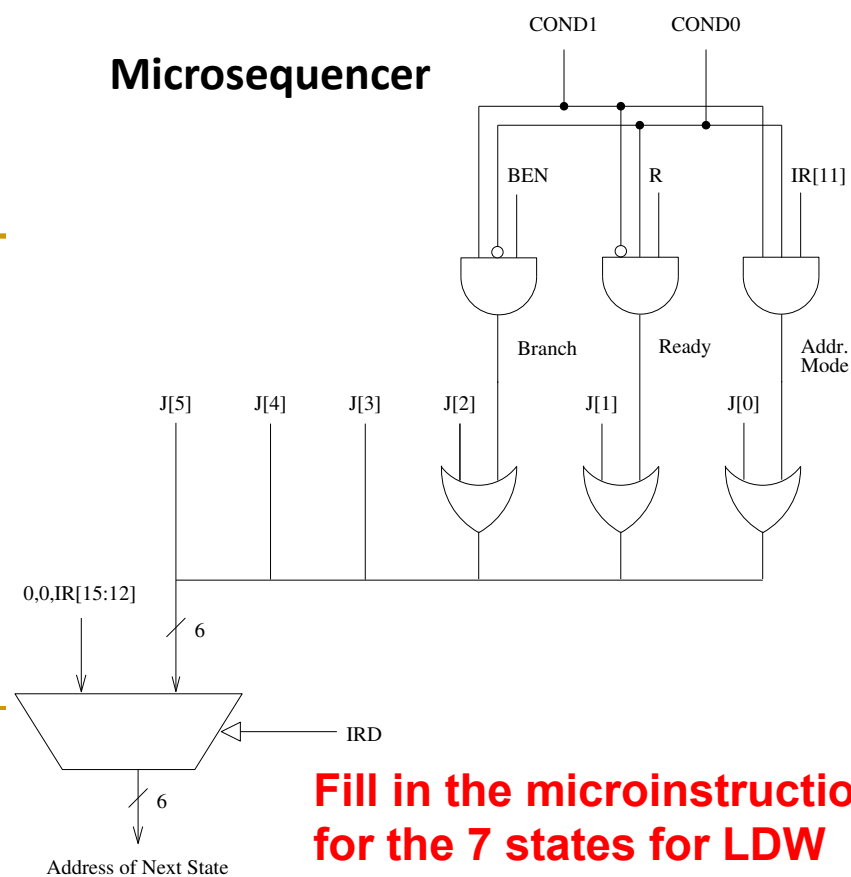 COND1 COND0
Microsequencer
BEN R IR[11]
Branch Ready Addr.
Mode
J[5] J[4] J[3] J[2] J[1] J[0]
0,0,IR[15:12]
6
IRD
6
Fill in the microinstructio
for the 7 states for LDW
Address of Next State